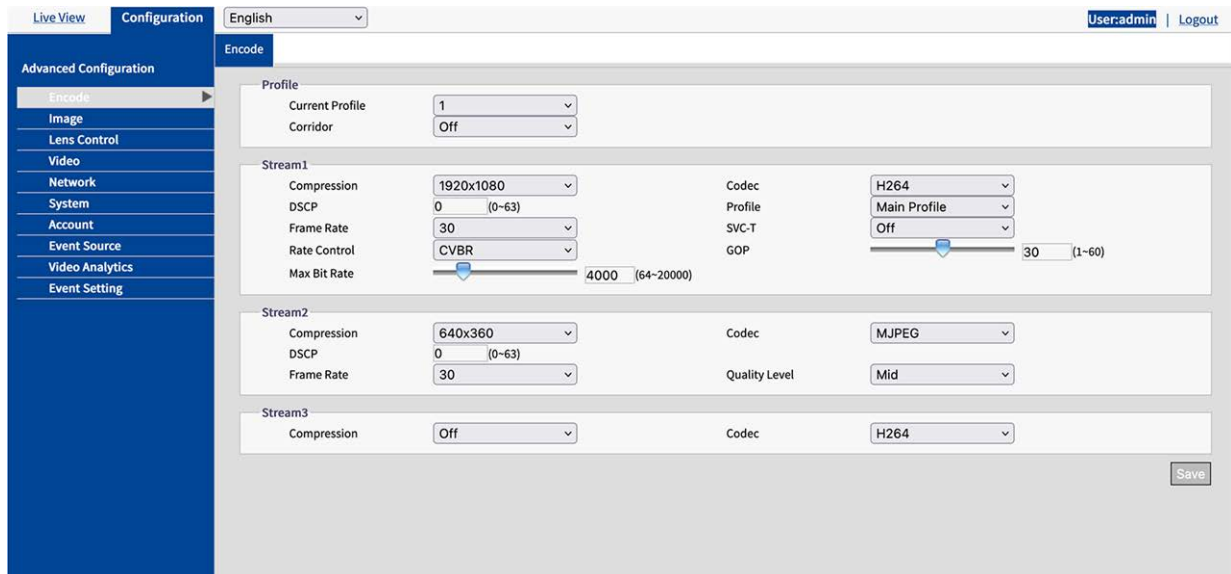 Live View Configuration English User:admin | Logout
Encode
Advanced Configuration
Encode
Image
Lens Control
Video
Network
System
Account
Event Source
Video Analytics
Event Setting
Profile
Current Profile 1
Corridor Off
Stream1
Compression 1920x1080 Codec H264
DSCP 0 (0~63) Profile Main Profile
Frame Rate 30 SVC-T Off
Rate Control CVBR GOP 30 (1~60)
Max Bit Rate 4000 (64~20000)
Stream2
Compression 640x360 Codec MJPEG
DSCP 0 (0~63)
Frame Rate 30 Quality Level Mid
Stream3
Compression Off Codec H264
Save